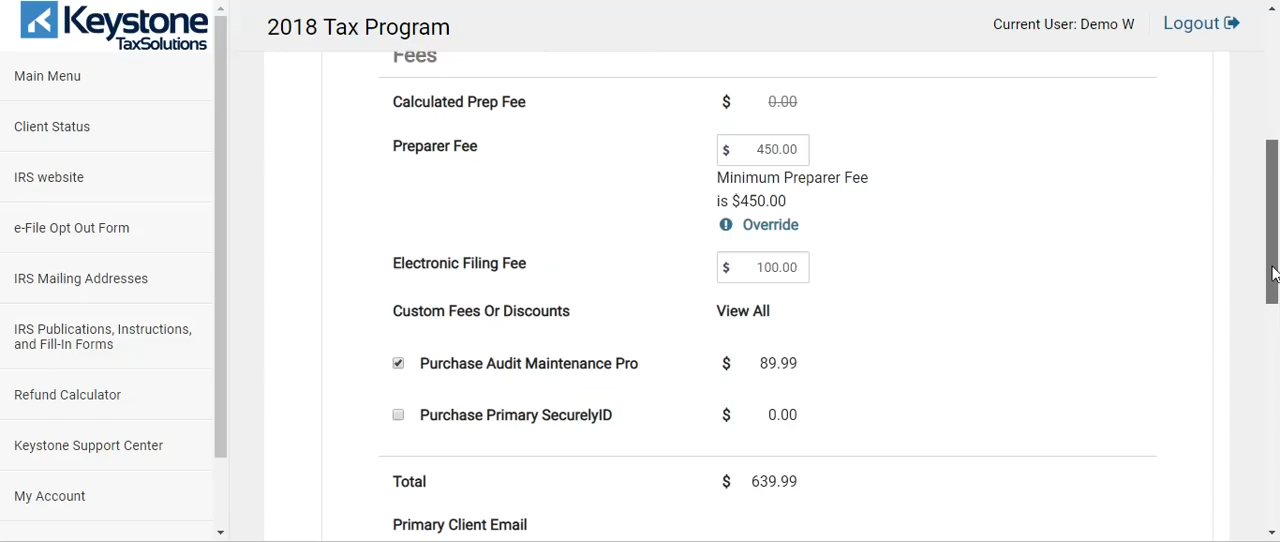 Keystone
TaxSolutions
2018 Tax Program
Current User: Demo W
Logout
Main Menu
Client Status
IRS website
e-File Opt Out Form
IRS Mailing Addresses
IRS Publications, Instructions,
and Fill-In Forms
Refund Calculator
Keystone Support Center
My Account
Fees
Calculated Prep Fee $ 0.00
Preparer Fee $ 450.00
Minimum Preparer Fee
is $450.00
Override
Electronic Filing Fee $ 100.00
Custom Fees Or Discounts View All
Purchase Audit Maintenance Pro $ 89.99
Purchase Primary SecurelyID $ 0.00
Total $ 639.99
Primary Client Email